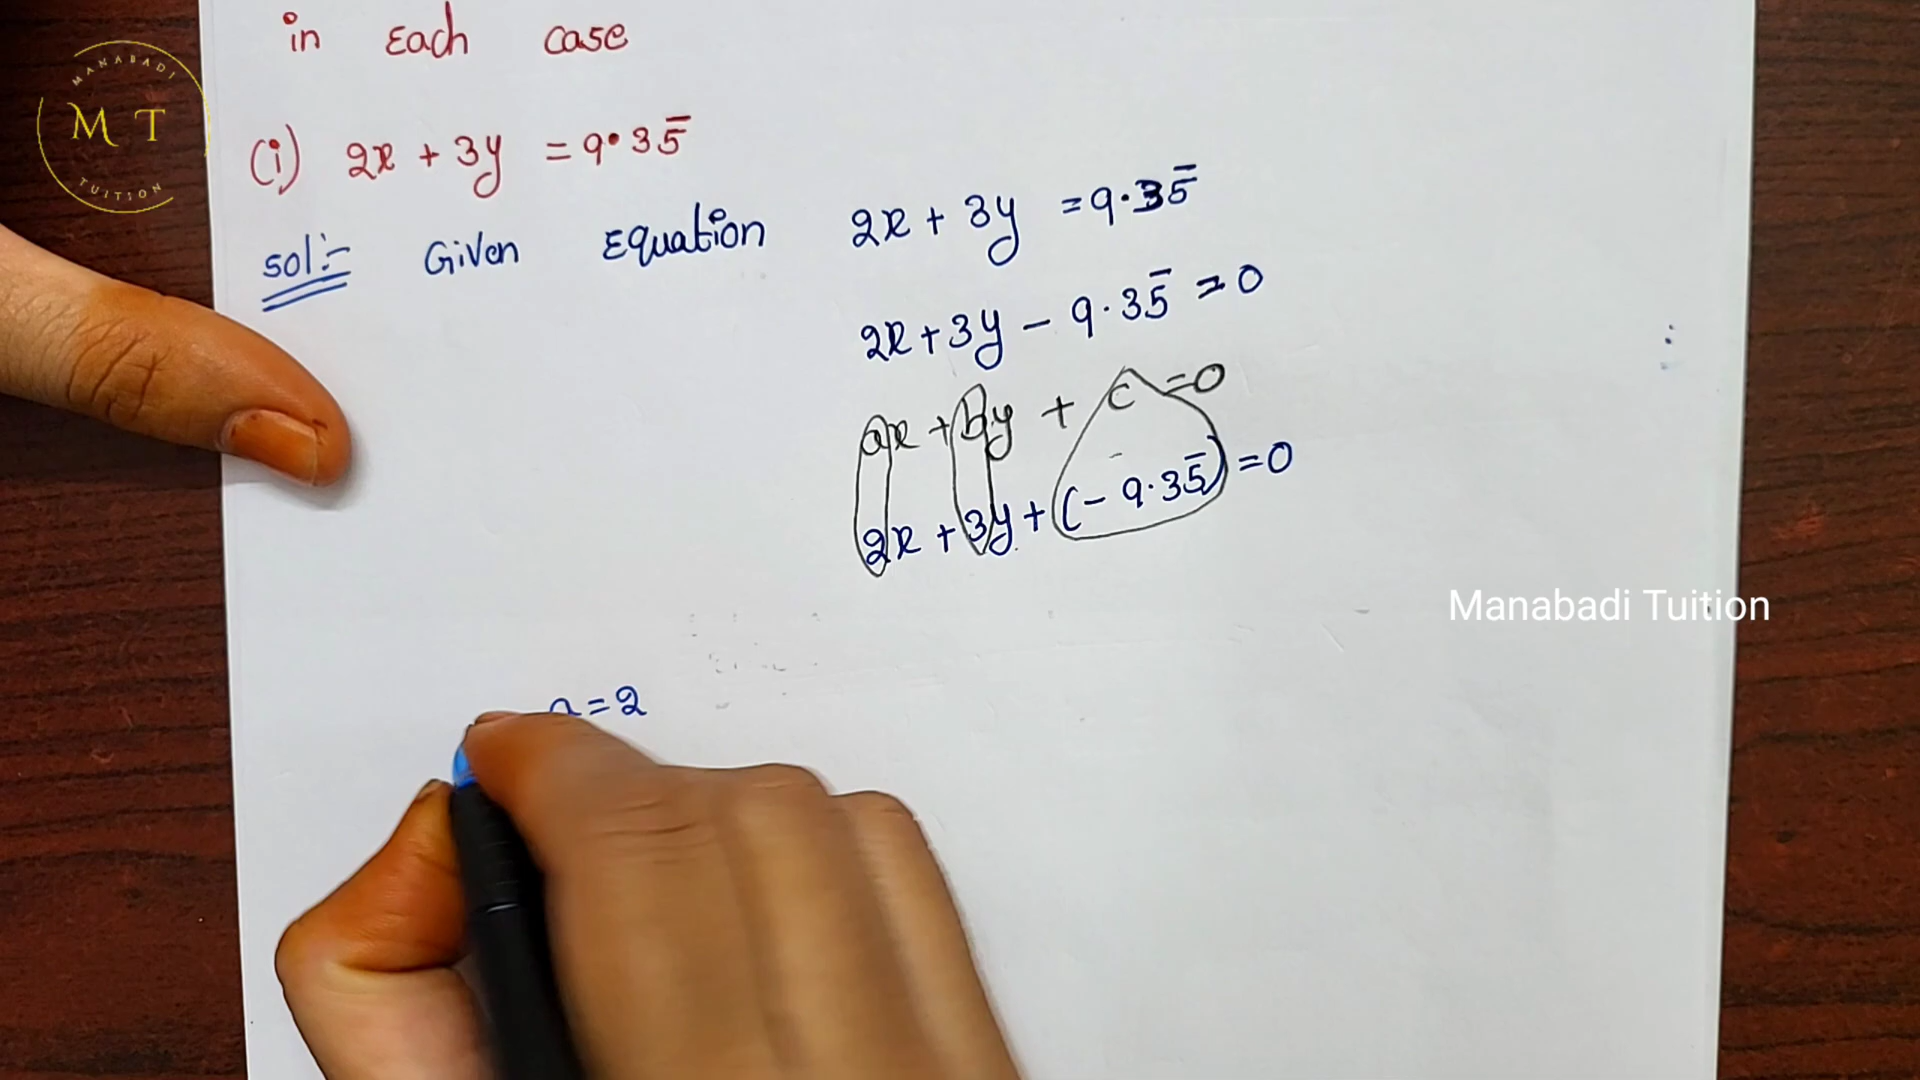 in Each case
MANABADI
MT
TUITION
(i) 2x + 3y = 9.35̅
Sol:- Given Equation 2x + 3y = 9.35̅
2x + 3y - 9.35̅ = 0
ax + by + c = 0
2x + 3y + (- 9.35̅) = 0
Manabadi Tuition
a = 2